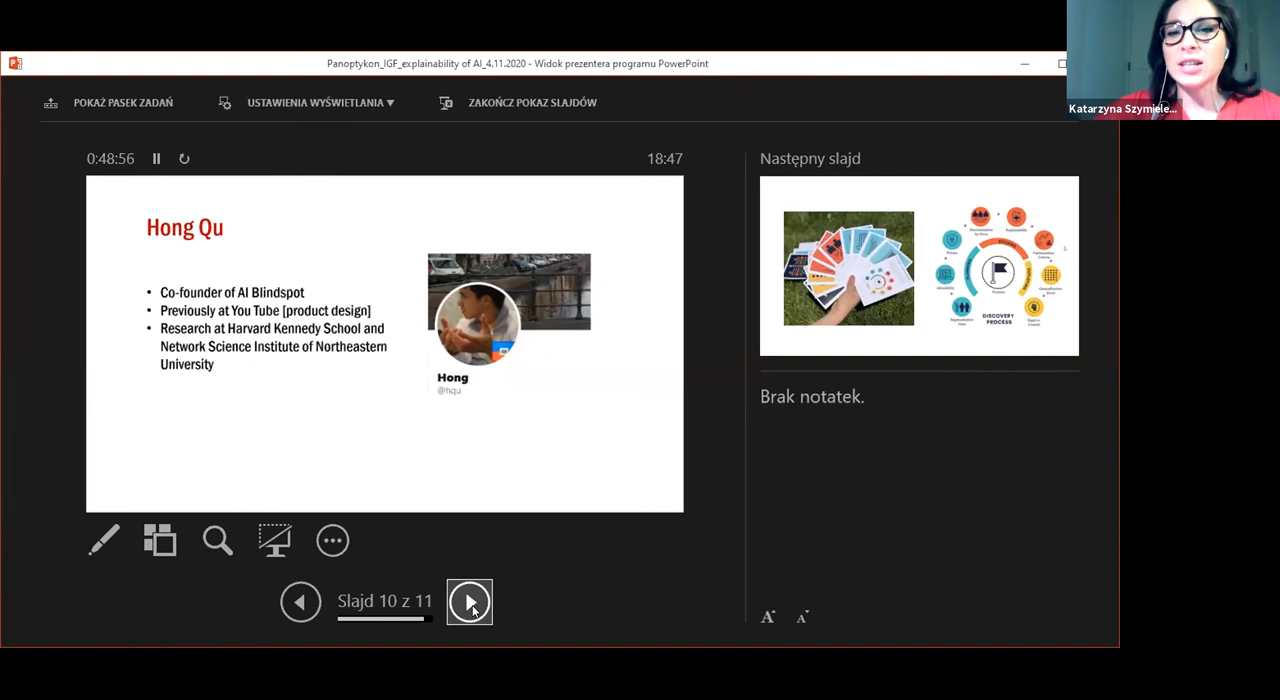 Katarzyna Szymiele...
Panoptykon_IGF_explainability of AI_4.11.2020 - Widok prezentera programu PowerPoint
POKAŻ PASEK ZADAŃ
USTAWIENIA WYŚWIETLANIA ▼
ZAKOŃCZ POKAZ SLAJDÓW
0:48:56
18:47
Hong Qu
• Co-founder of AI Blindspot
• Previously at You Tube [product design]
• Research at Harvard Kennedy School and
Network Science Institute of Northeastern
University
Hong
@hqu
Slajd 10 z 11
Następny slajd
Privacy
Explainability
DISCOVERY
PROCESS
Brak notatek.
A A